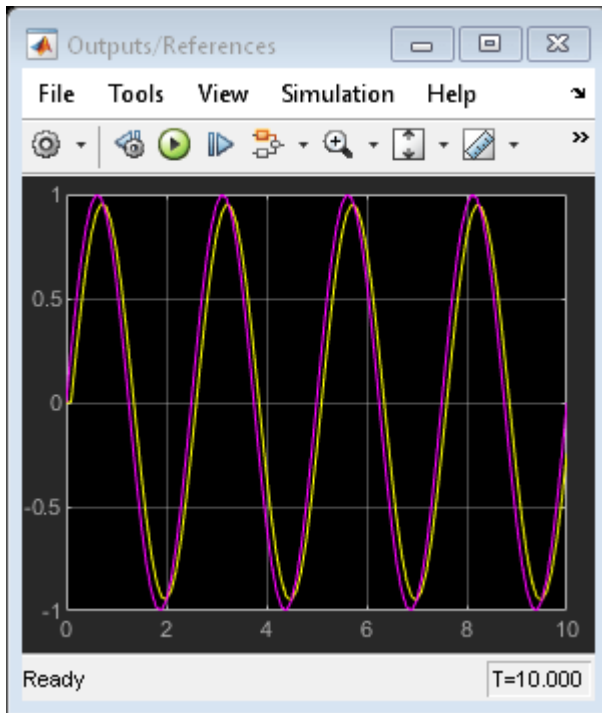 Outputs/References
File Tools View Simulation Help
1
0.5
0
-0.5
-1
0 2 4 6 8 10
Ready T=10.000